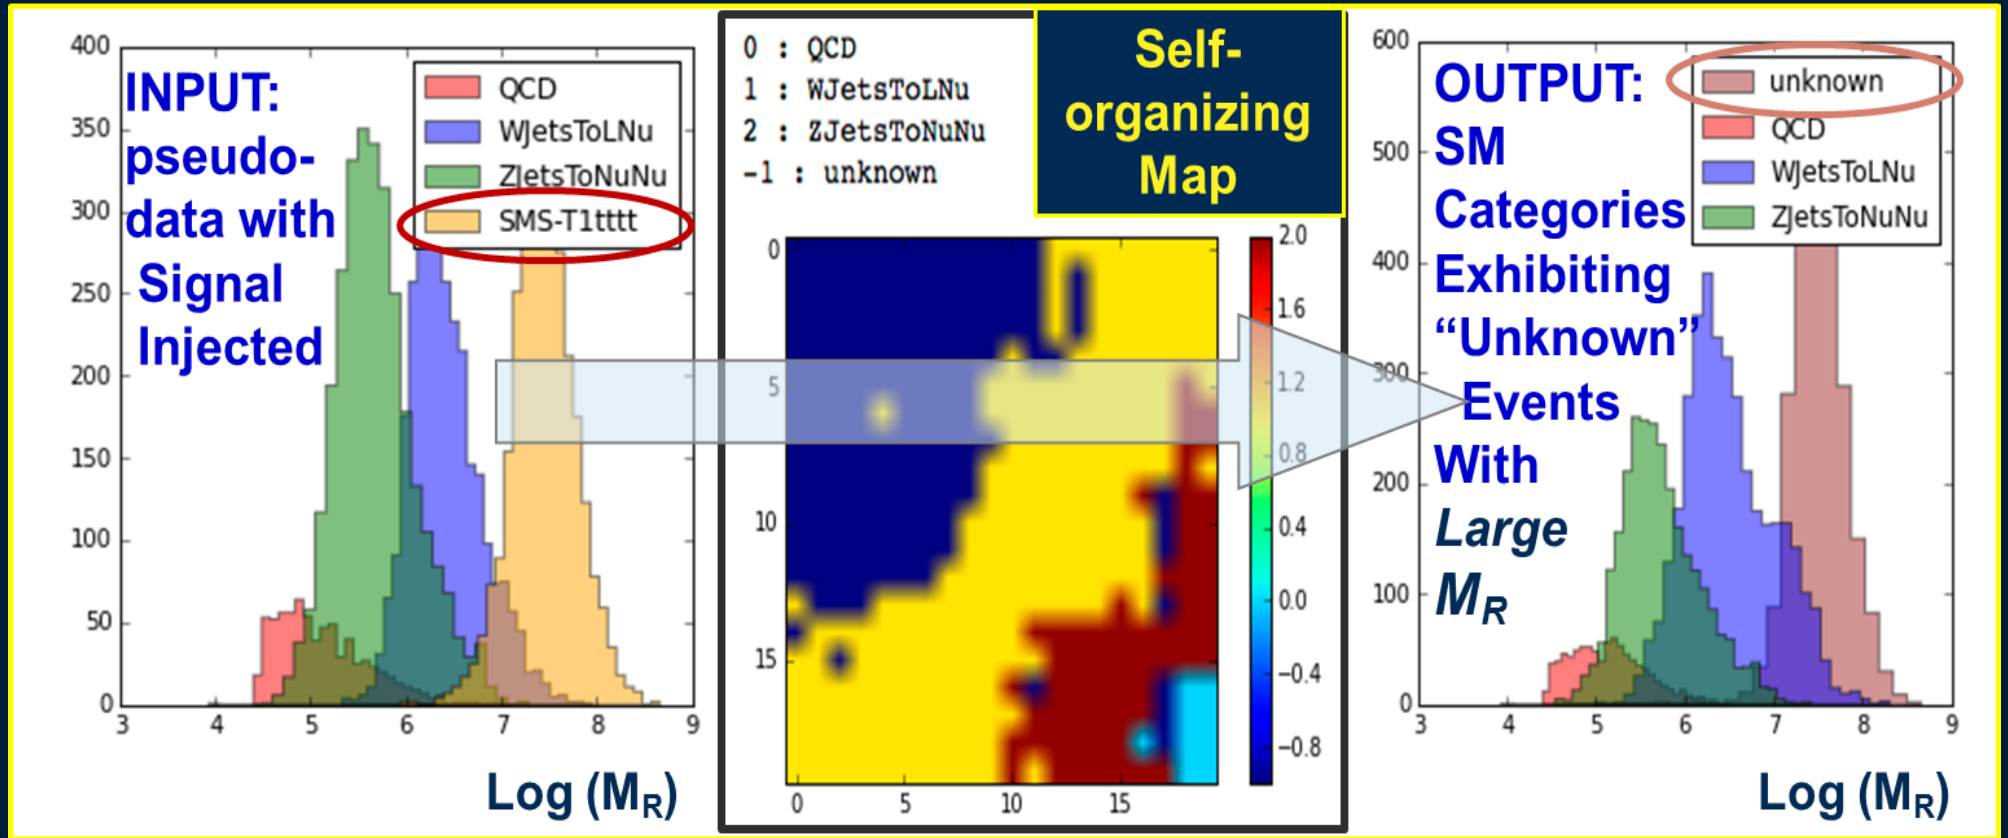 INPUT:
pseudo-
data with
Signal
Injected
400
350
300
250
200
150
100
50
0
3 4 5 6 7 8 9
QCD
WJetsToLNu
ZJetsToNuNu
SMS-T1tttt
Log (MR)
0 : QCD
1 : WJetsToLNu
2 : ZJetsToNuNu
-1 : unknown
Self-
organizing
Map
0
5
10
15
0 5 10 15
2.0
1.6
1.2
0.8
0.4
0.0
−0.4
−0.8
OUTPUT:
SM
Categories
Exhibiting
“Unknown”
Events
With
Large
MR
600
500
400
300
200
100
0
3 4 5 6 7 8 9
unknown
QCD
WJetsToLNu
ZJetsToNuNu
Log (MR)